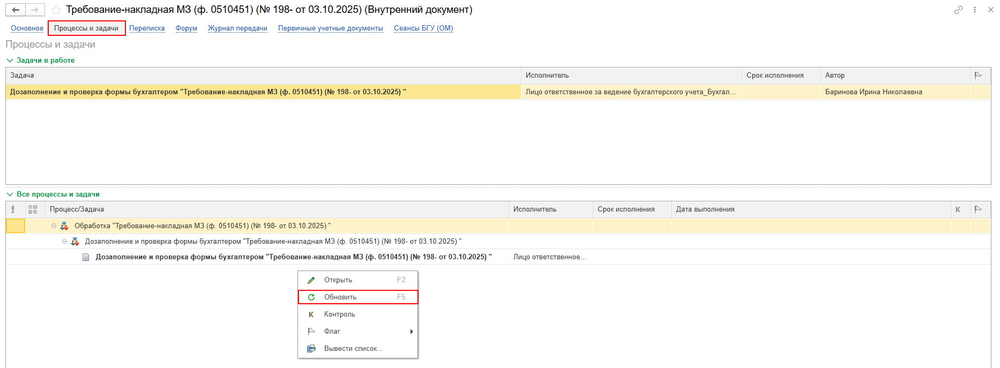 Требование-накладная МЗ (ф. 0510451) (№ 198- от 03.10.2025) (Внутренний документ)
Основное Процессы и задачи Переписка Форум Журнал передачи Первичные учетные документы Сеансы БГУ (ОМ)
Процессы и задачи
Задачи в работе
Задача Исполнитель Срок исполнения Автор
Дозаполнение и проверка формы бухгалтером "Требование-накладная МЗ (ф. 0510451) (№ 198- от 03.10.2025) " Лицо ответственное за ведение бухгалтерского учета_Бухгал... Баринова Ирина Николаевна
Все процессы и задачи
Процесс/Задача Исполнитель Срок исполнения Дата выполнения К
Обработка "Требование-накладная МЗ (ф. 0510451) (№ 198- от 03.10.2025) "
Дозаполнение и проверка формы бухгалтером "Требование-накладная МЗ (ф. 0510451) (№ 198- от 03.10.2025) "
Дозаполнение и проверка формы бухгалтером "Требование-накладная МЗ (ф. 0510451) (№ 198- от 03.10.2025) " Лицо ответственное...
Открыть F2
Обновить F5
К Контроль
Флаг
Вывести список...